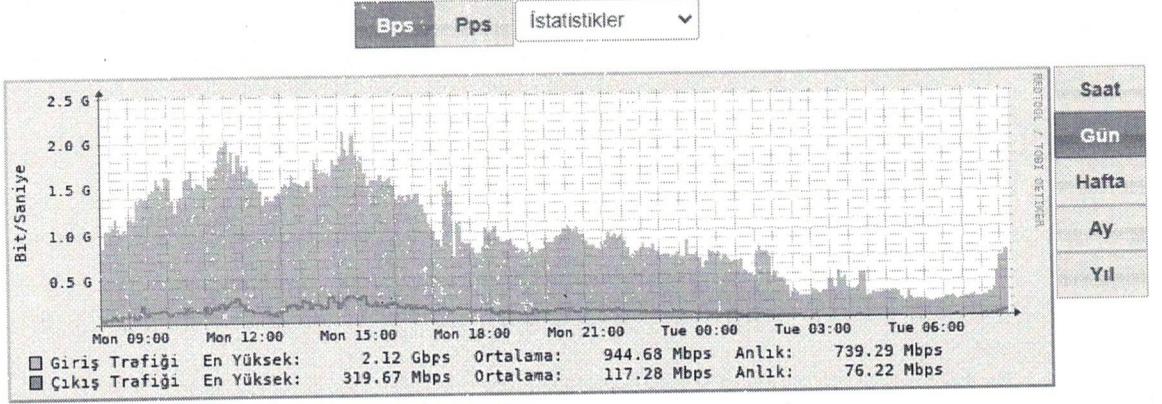 Bps Pps İstatistikler
Saat
Gün
Hafta
Ay
Yıl
RRDTOOL / TOBI OETIKER
Bit/Saniye
2.5 G
2.0 G
1.5 G
1.0 G
0.5 G
Mon 09:00 Mon 12:00 Mon 15:00 Mon 18:00 Mon 21:00 Tue 00:00 Tue 03:00 Tue 06:00
Giriş Trafiği En Yüksek: 2.12 Gbps Ortalama: 944.68 Mbps Anlık: 739.29 Mbps
Çıkış Trafiği En Yüksek: 319.67 Mbps Ortalama: 117.28 Mbps Anlık: 76.22 Mbps